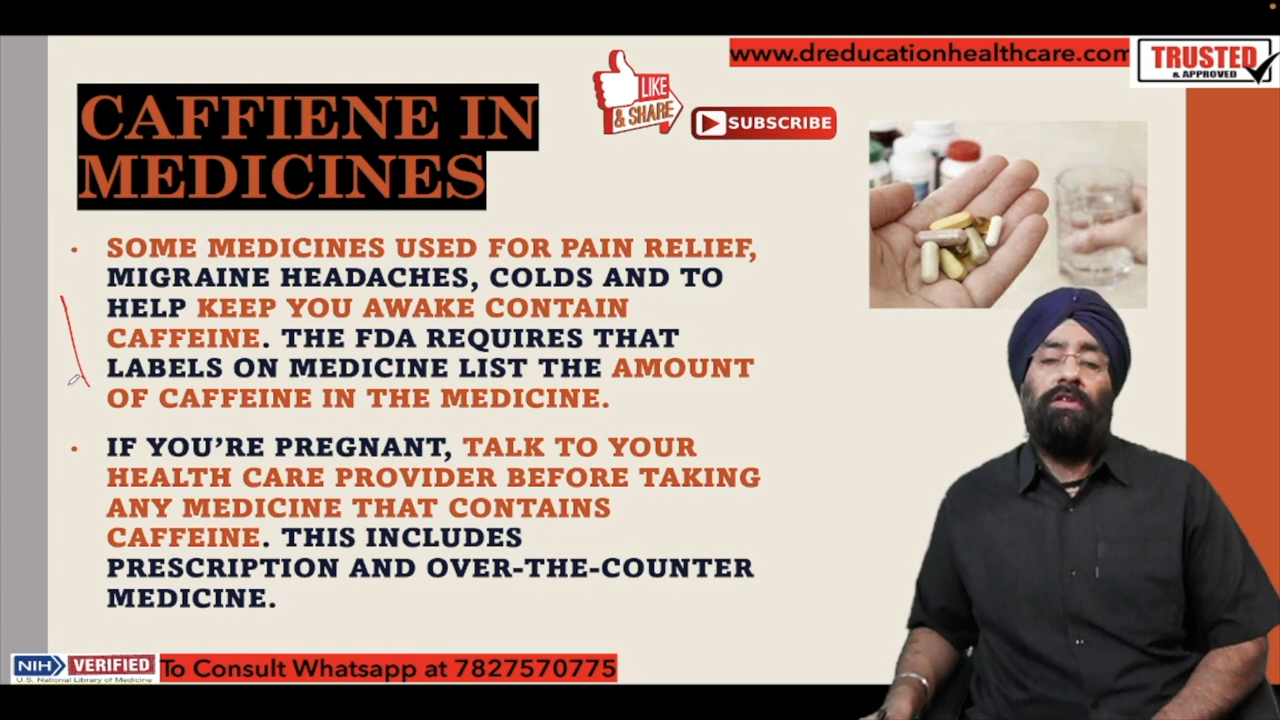 www.dreducationhealthcare.com
TRUSTED
& APPROVED
LIKE
& SHARE
SUBSCRIBE
CAFFIENE IN
MEDICINES
• SOME MEDICINES USED FOR PAIN RELIEF,
MIGRAINE HEADACHES, COLDS AND TO
HELP KEEP YOU AWAKE CONTAIN
CAFFEINE. THE FDA REQUIRES THAT
LABELS ON MEDICINE LIST THE AMOUNT
OF CAFFEINE IN THE MEDICINE.
• IF YOU’RE PREGNANT, TALK TO YOUR
HEALTH CARE PROVIDER BEFORE TAKING
ANY MEDICINE THAT CONTAINS
CAFFEINE. THIS INCLUDES
PRESCRIPTION AND OVER-THE-COUNTER
MEDICINE.
NIH VERIFIED
U.S. National Library of Medicine
To Consult Whatsapp at 7827570775